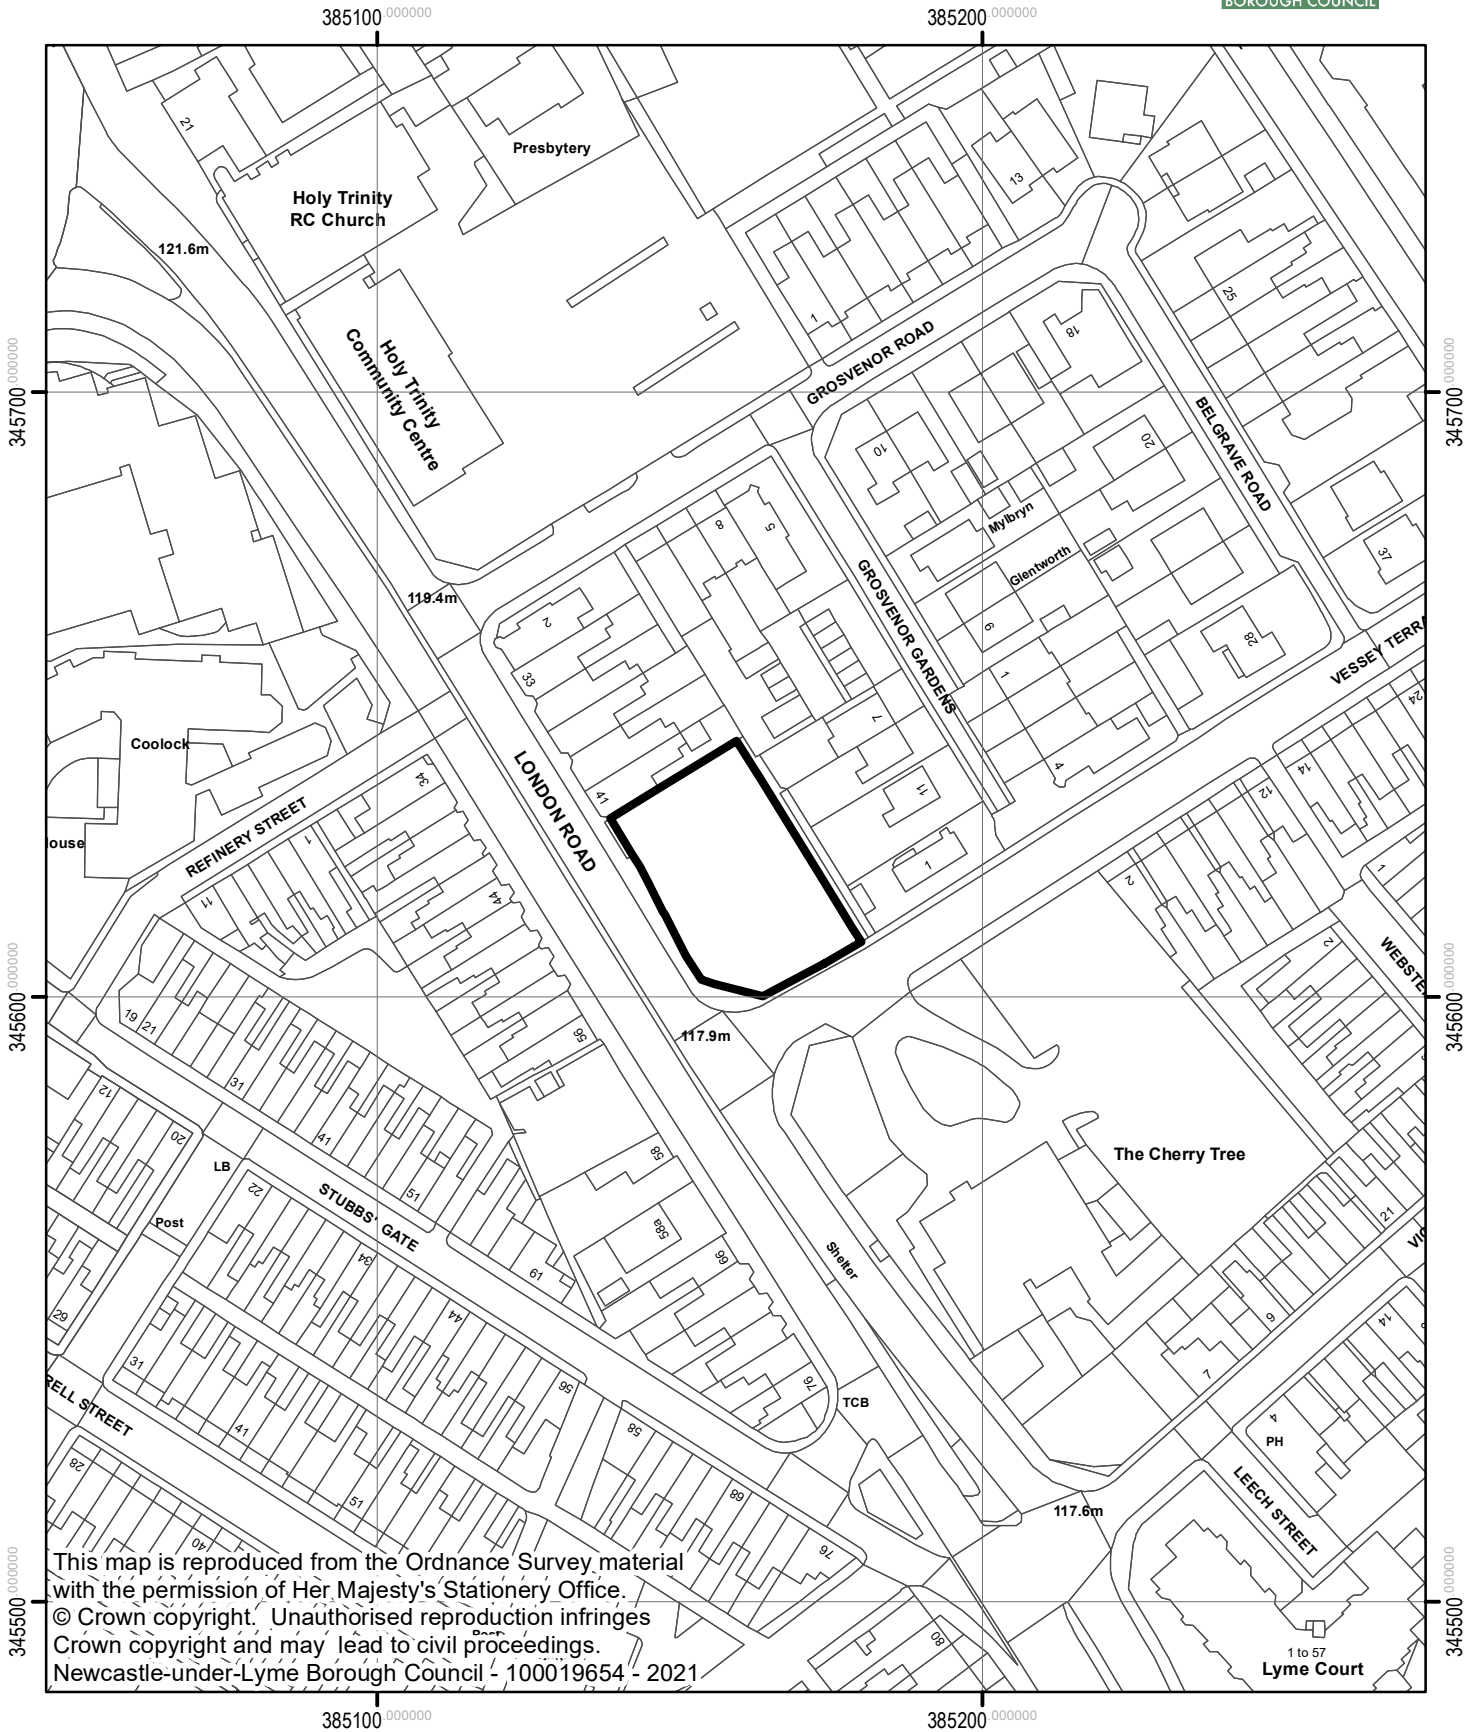 BOROUGH COUNCIL
385100.000000
385200.000000
21
Presbytery
Holy Trinity
RC Church
13
121.6m
25
1
18
Holy Trinity
Community Centre
GROSVENOR ROAD
345700.000000
345700.000000
BELGRAVE ROAD
10
20
8
5
Mylbryn
37
Glentworth
119.4m
GROSVENOR GARDENS
2
6
28
VESSEY TERRA
33
1
24
7
Coolock
LONDON ROAD
34
4
14
41
11
12
REFINERY STREET
1
ouse
1
2
1
44
11
2
WEBSTE
345600.000000
345600.000000
19
21
56
117.9m
31
12
41
20
58
The Cherry Tree
LB
22
51
STUBBS' GATE
Post
34
58a
66
Shelter
21
VIC
61
29
44
6
14
31
56
76
7
TCB
RELL STREET
41
58
4
PH
28
51
68
LEECH STREET
117.6m
40
76
This map is reproduced from the Ordnance Survey material
with the permission of Her Majesty's Stationery Office.
© Crown copyright. Unauthorised reproduction infringes
Crown copyright and may lead to civil proceedings.
Newcastle-under-Lyme Borough Council - 100019654 - 2021
80
1 to 57
Lyme Court
345500.000000
345500.000000
385100.000000
385200.000000